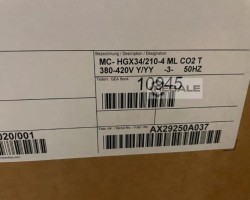 Bezeichnung / Description / Désignation
MC- HGX34/210-4 ML CO2 T
380-420V Y/YY -3- 50HZ
10945
020/001
AX29250A037